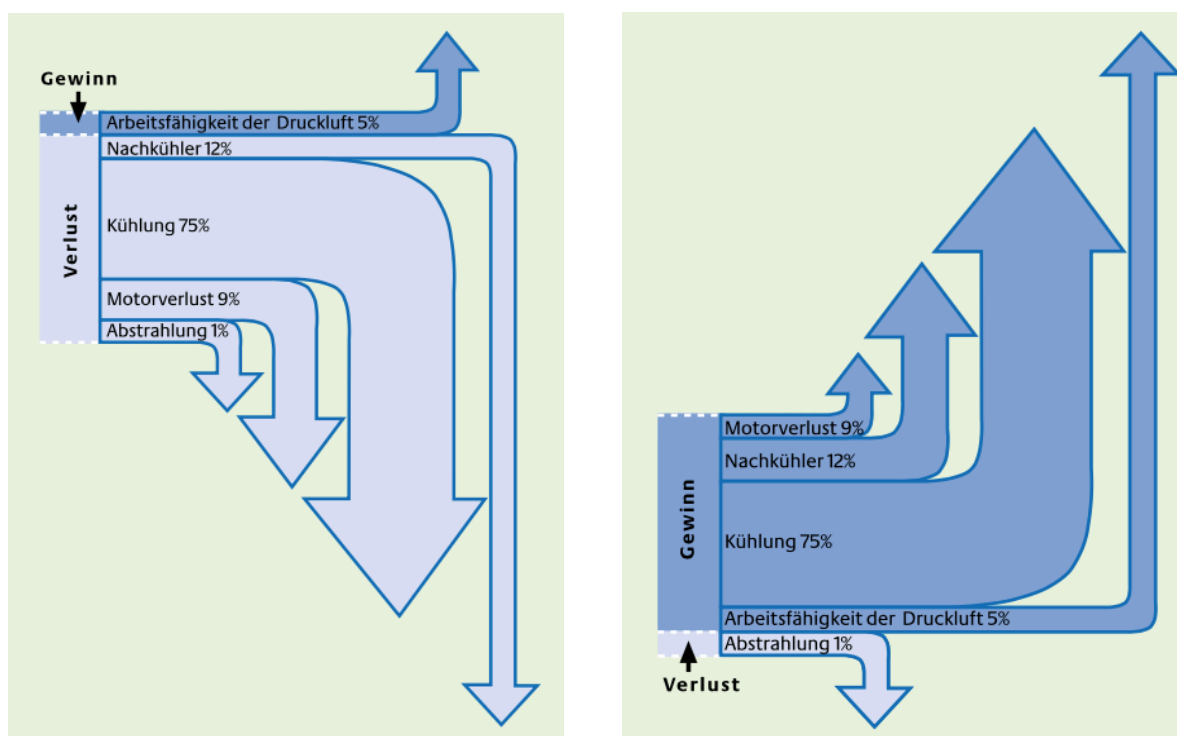 Gewinn
Arbeitsfähigkeit der Druckluft 5%
Nachkühler 12%
Verlust
Kühlung 75%
Motorverlust 9%
Abstrahlung 1%
Motorverlust 9%
Nachkühler 12%
Gewinn
Kühlung 75%
Arbeitsfähigkeit der Druckluft 5%
Abstrahlung 1%
Verlust